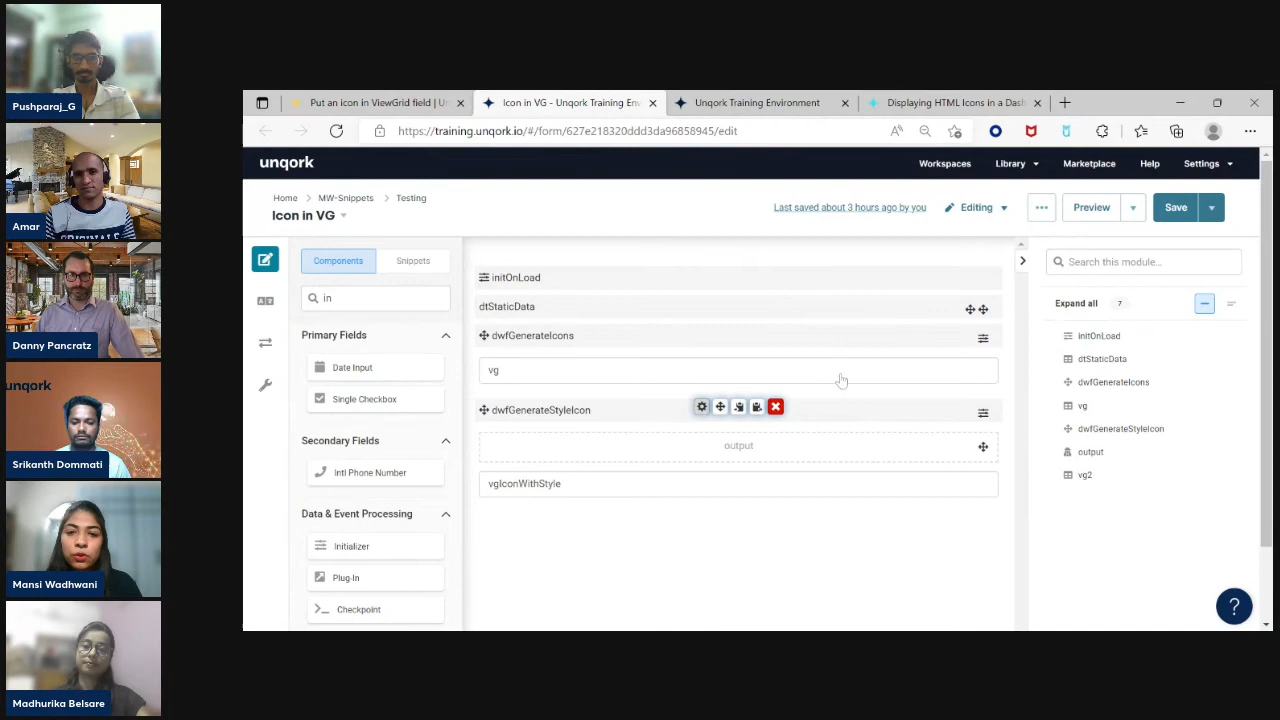 Pushparaj_G
Amar
Danny Pancratz
unqork
Srikanth Dommati
Mansi Wadhwani
Madhurika Belsare
Put an icon in ViewGrid field | U
Icon in VG - Unqork Training En
Unqork Training Environment
Displaying HTML Icons in a Dash
https://training.unqork.io/#/form/627e218320ddd3da96858945/edit
unqork
Workspaces
Library
Marketplace
Help
Settings
Home > MW-Snippets > Testing
Icon in VG
Last saved about 3 hours ago by you
Editing
Preview
Save
Components
Snippets
in
Primary Fields
Date Input
Single Checkbox
Secondary Fields
Intl Phone Number
Data & Event Processing
Initializer
Plug-In
Checkpoint
initOnLoad
dtStaticData
dwfGenerateIcons
vg
dwfGenerateStyleIcon
output
vgIconWithStyle
Search this module...
Expand all 7
initOnLoad
dtStaticData
dwfGenerateIcons
vg
dwfGenerateStyleIcon
output
vg2
?